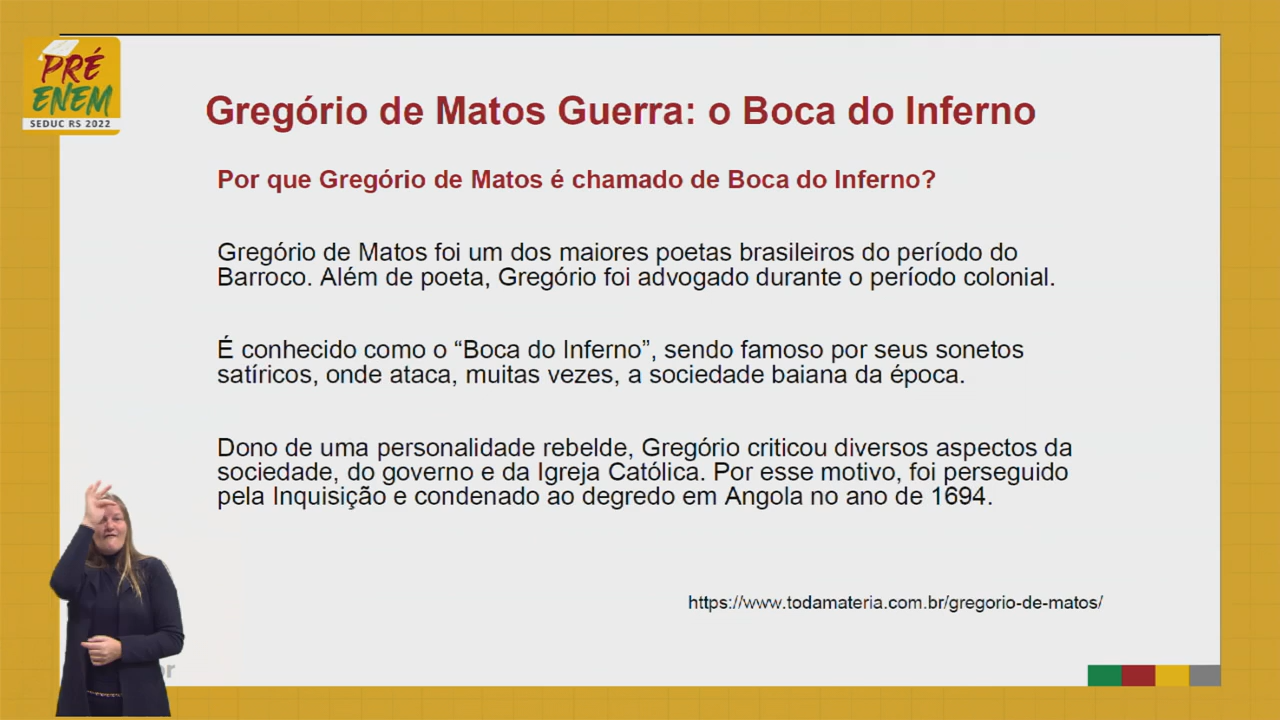 PRÉ
ENEM
SEDUC RS 2022
Gregório de Matos Guerra: o Boca do Inferno
Por que Gregório de Matos é chamado de Boca do Inferno?
Gregório de Matos foi um dos maiores poetas brasileiros do período do
Barroco. Além de poeta, Gregório foi advogado durante o período colonial.
É conhecido como o “Boca do Inferno”, sendo famoso por seus sonetos
satíricos, onde ataca, muitas vezes, a sociedade baiana da época.
Dono de uma personalidade rebelde, Gregório criticou diversos aspectos da
sociedade, do governo e da Igreja Católica. Por esse motivo, foi perseguido
pela Inquisição e condenado ao degredo em Angola no ano de 1694.
https://www.todamateria.com.br/gregorio-de-matos/